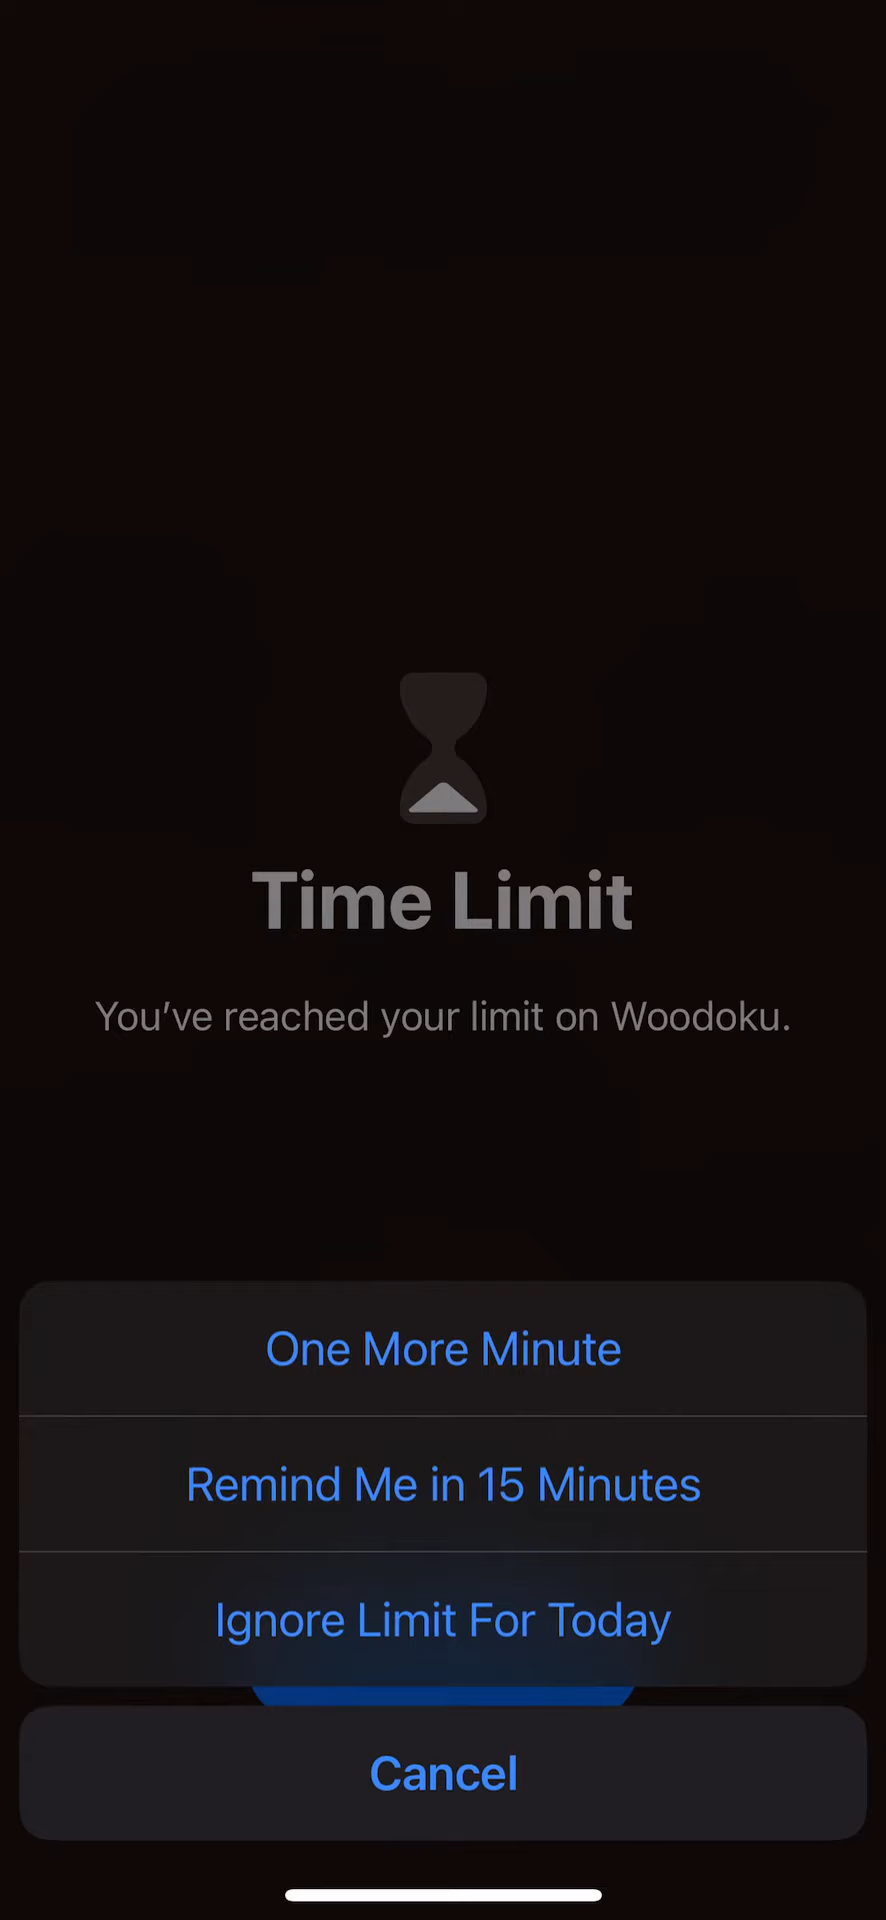 Time Limit
You’ve reached your limit on Woodoku.
One More Minute
Remind Me in 15 Minutes
Ignore Limit For Today
Cancel